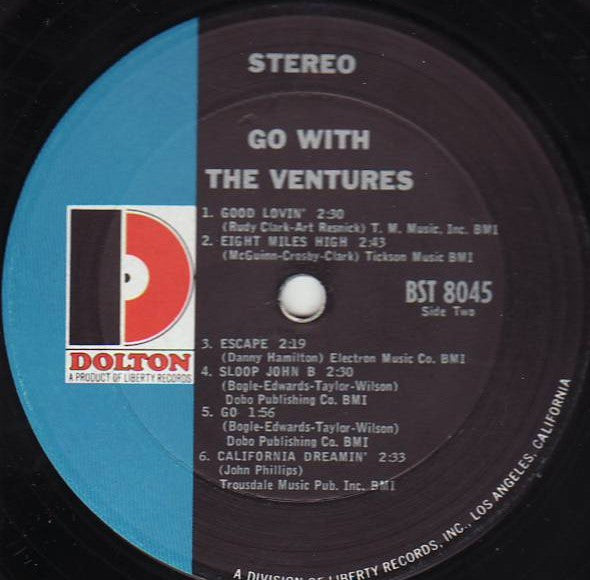 STEREO
GO WITH
THE VENTURES
1. GOOD LOVIN' 2:30
(Rudy Clark-Art Resnick) T. M. Music, Inc. BMI
2. EIGHT MILES HIGH 2:43
(McGuinn-Crosby-Clark) Tickson Music BMI
BST 8045
Side Two
3. ESCAPE 2:19
(Danny Hamilton) Electron Music Co. BMI
4. SLOOP JOHN B 2:30
(Bogle-Edwards-Taylor-Wilson)
Dobo Publishing Co. BMI
5. GO 1:56
(Bogle-Edwards-Taylor-Wilson)
Dobo Publishing Co. BMI
6. CALIFORNIA DREAMIN' 2:33
(John Phillips)
Trousdale Music Pub. Inc. BMI
DOLTON
A PRODUCT OF LIBERTY RECORDS
A DIVISION OF LIBERTY RECORDS, INC., LOS ANGELES, CALIFORNIA